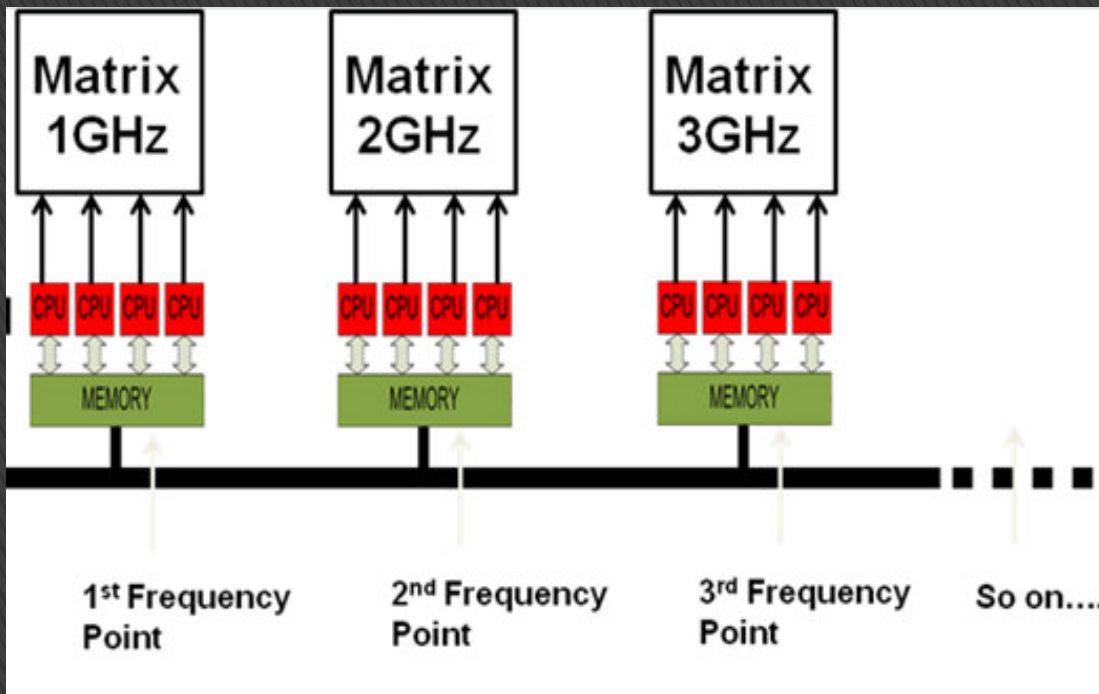 Matrix
1GHz
Matrix
2GHz
Matrix
3GHz
CPU CPU CPU CPU
CPU CPU CPU CPU
CPU CPU CPU CPU
MEMORY
MEMORY
MEMORY
1st Frequency
Point
2nd Frequency
Point
3rd Frequency
Point
So on....